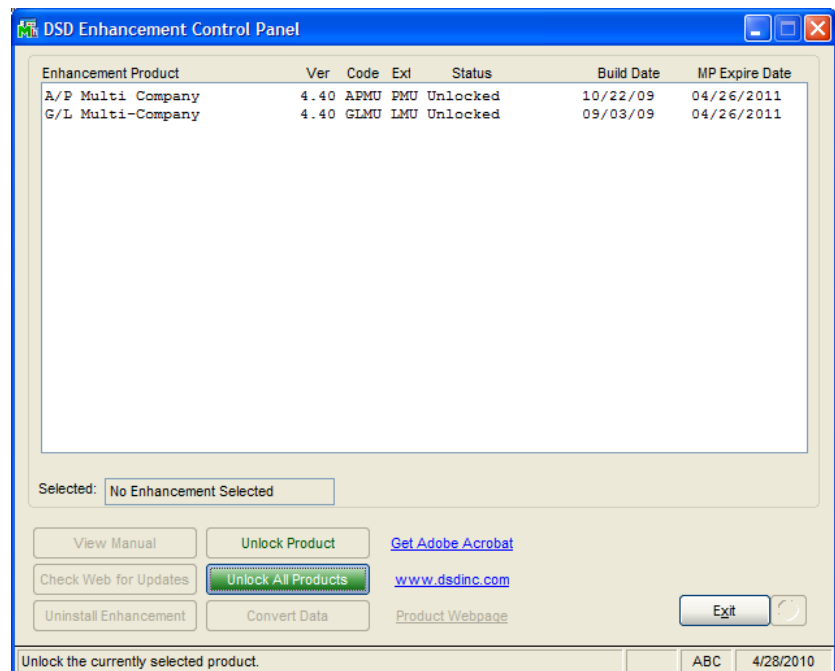 DSD Enhancement Control Panel
Enhancement Product Ver Code Ext Status Build Date MP Expire Date
A/P Multi Company 4.40 APMU PMU Unlocked 10/22/09 04/26/2011
G/L Multi-Company 4.40 GLMU LMU Unlocked 09/03/09 04/26/2011
Selected: No Enhancement Selected
View Manual Unlock Product Get Adobe Acrobat
Check Web for Updates Unlock All Products www.dsdinc.com
Uninstall Enhancement Convert Data Product Webpage Exit
Unlock the currently selected product. ABC 4/28/2010